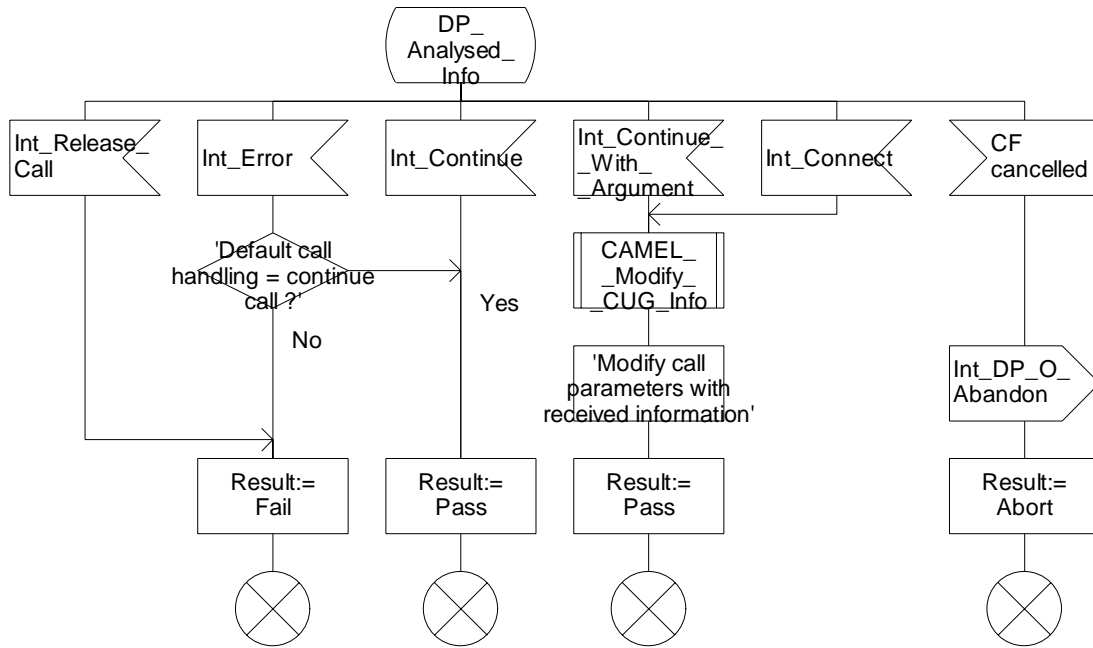 DP_
Analysed_
Info
Int_Release_
Call
Int_Error
Int_Continue
Int_Continue_
_With_
_Argument
Int_Connect
CF
cancelled
'Default call
handling = continue
call ?'
Yes
No
CAMEL_
_Modify_
_CUG_Info
'Modify call
parameters with
received information'
Int_DP_O_
Abandon
Result:=
Fail
Result:=
Pass
Result:=
Pass
Result:=
Abort